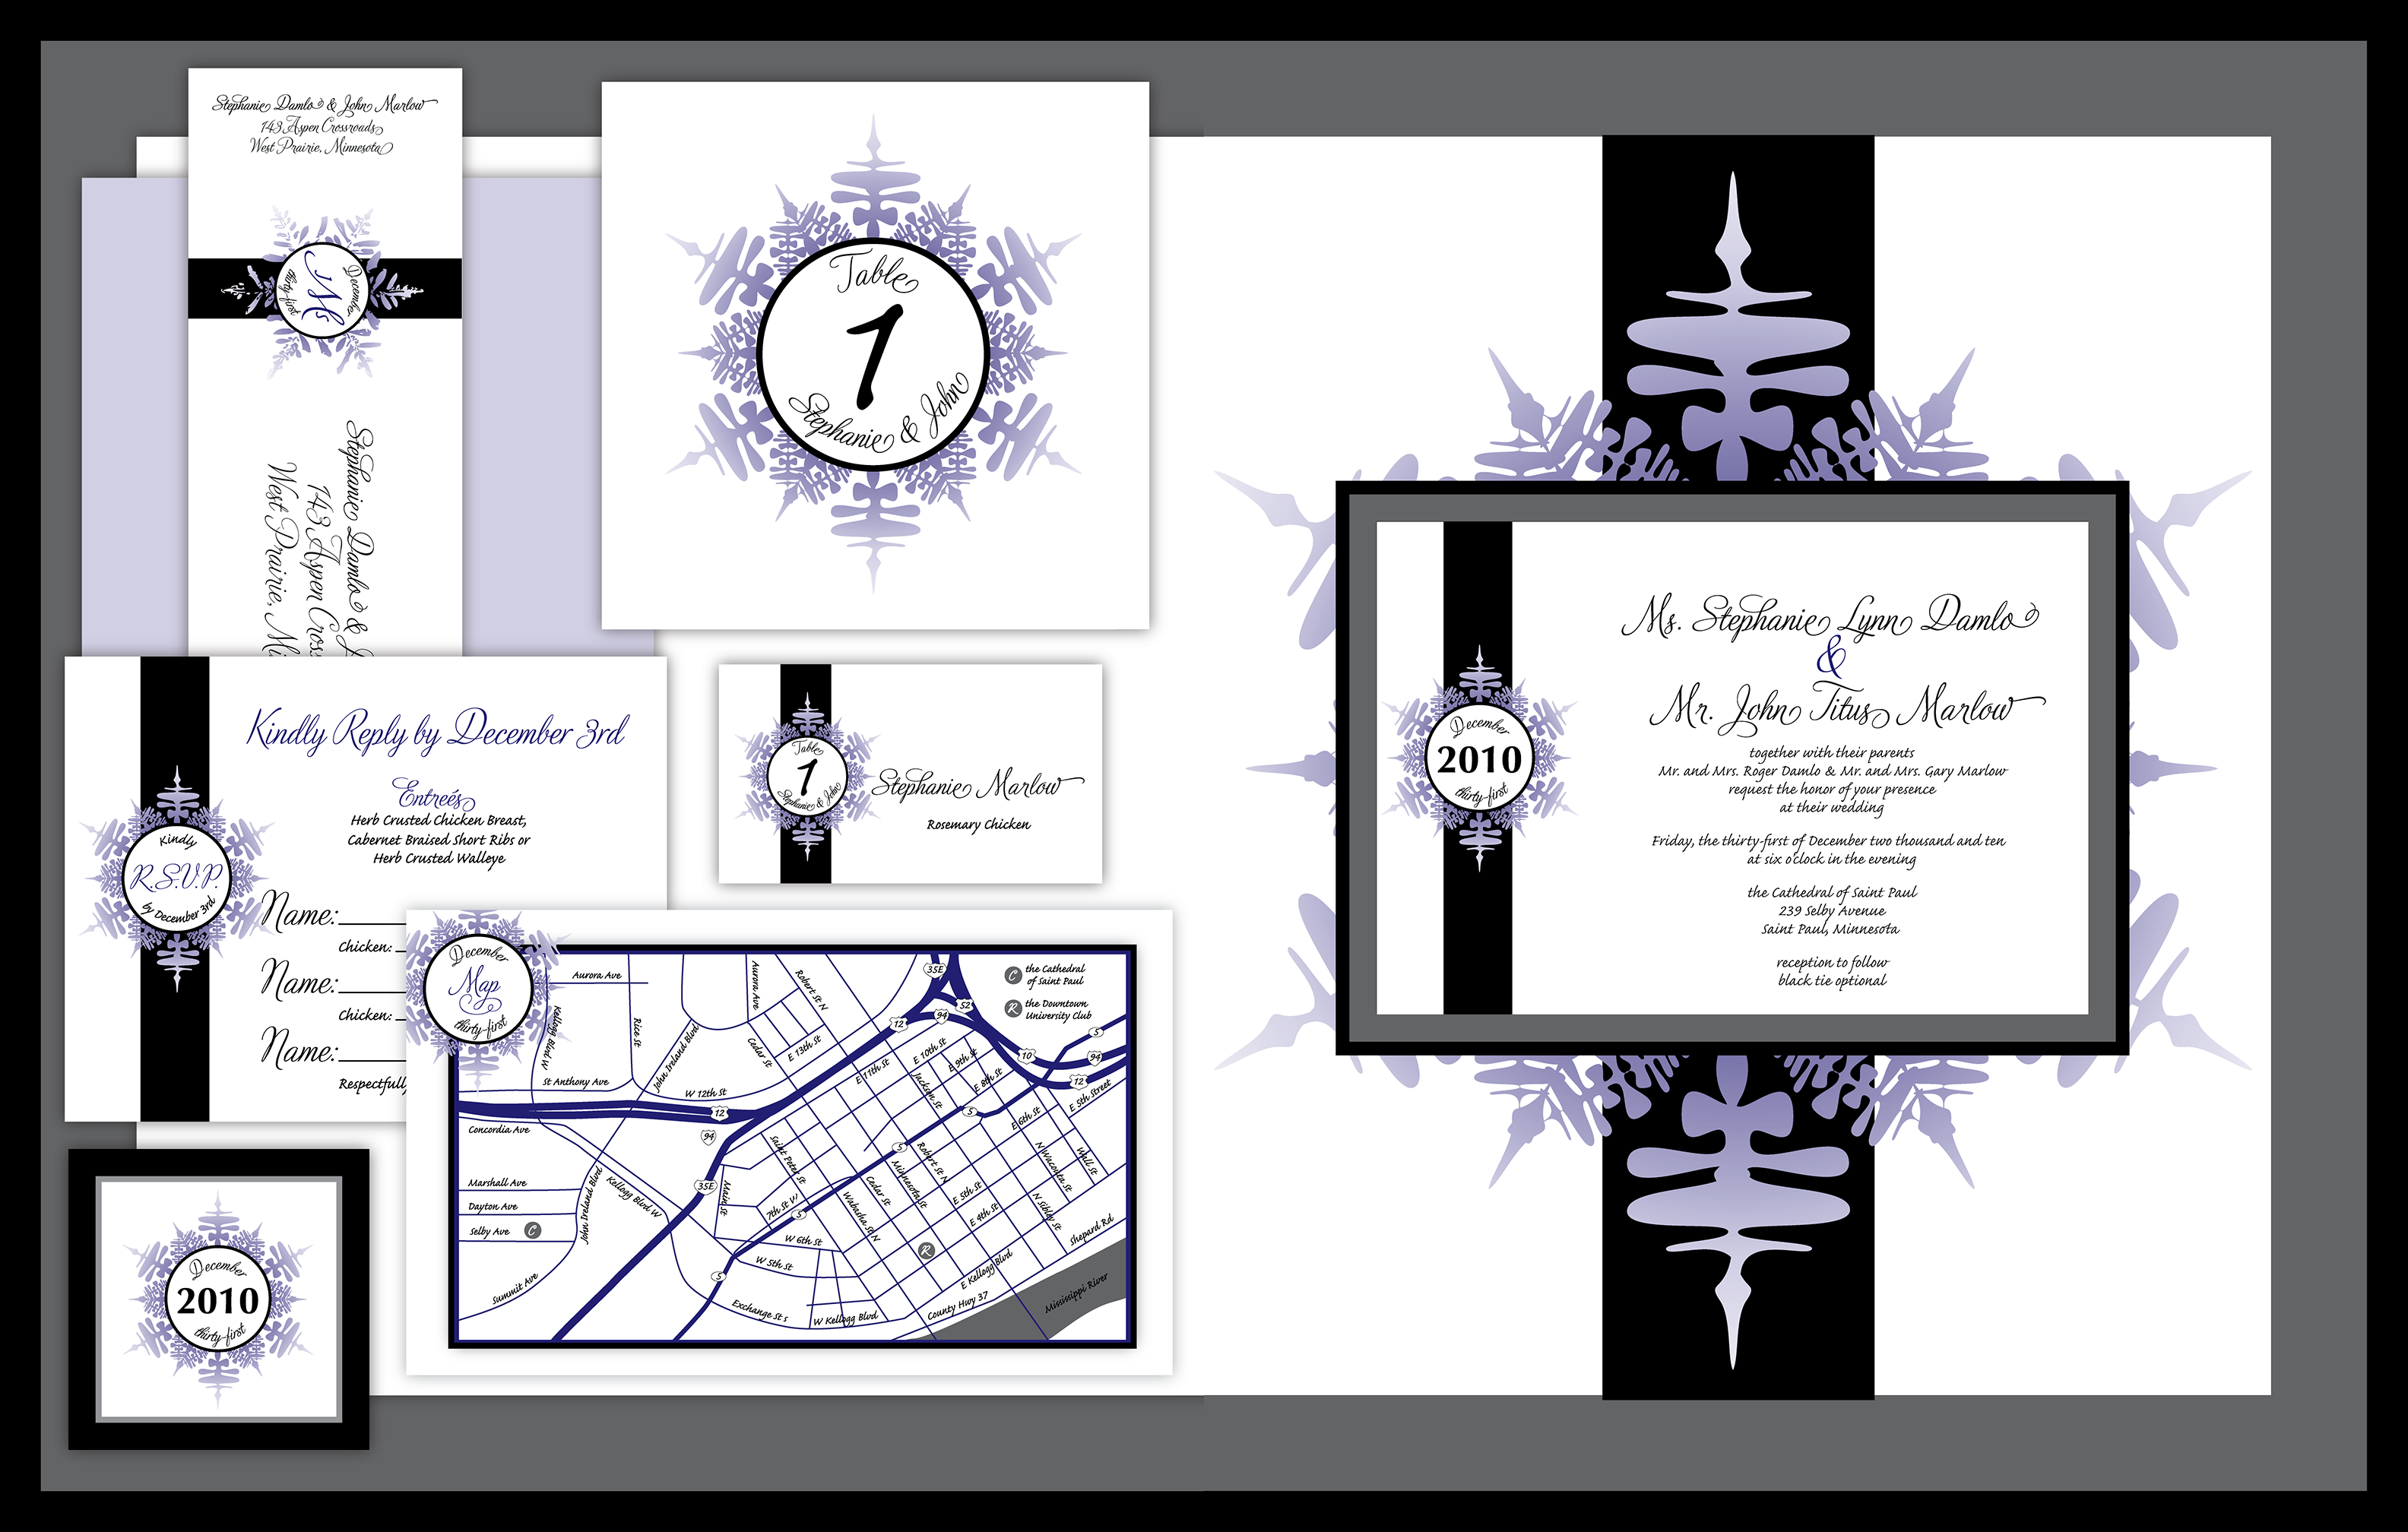 Stephanie Damlo & John Marlow
143 Aspen Crossroads
West Prairie, Minnesota
December
Ms
thirty-first
Stephanie Damlo &
143 Aspen Cros
West Prairie, Mi
Table
1
Stephanie & John
Kindly Reply by December 3rd
Entreés
Herb Crusted Chicken Breast,
Cabernet Braised Short Ribs or
Herb Crusted Walleye
Kindly
R.S.V.P.
by December 3rd
Name:
Chicken:
Name:
Chicken:
Name:
Respectfully
Table
1
Stephanie & John
Stephanie Marlow
Rosemary Chicken
December
Map
thirty-first
C the Cathedral
of Saint Paul
R the Downtown
University Club
Aurora Ave
Aurora Ave
Robert St N
Kellogg Blvd W
Rice St
John Ireland Blvd
Cedar St
E 13th St
35E
52
12
94
5
10
94
12
E 10th St
E 9th St
E 8th St
E 11th St
Jackson St
St Anthony Ave
W 12th St
12
5
E 5th Street
E 6th St
Concordia Ave
94
5
Saint Peter St
Robert St N
Minnesota St
N Wacouta St
Wall St
Marshall Ave
Dayton Ave
Selby Ave C
John Ireland Blvd
Kellogg Blvd W
35E
Main St
7th St W
5
Wabasha St N
Cedar St
E 5th St
E 4th St
N Sibley St
Shepard Rd
W 6th St
W 5th St
R
5
Summit Ave
Exchange St s
W Kellogg Blvd
E Kellogg Blvd
County Hwy 37
Mississippi River
December
2010
thirty-first
December
2010
thirty-first
Ms. Stephanie Lynn Damlo
&
Mr. John Titus Marlow
together with their parents
Mr. and Mrs. Roger Damlo & Mr. and Mrs. Gary Marlow
request the honor of your presence
at their wedding
Friday, the thirty-first of December two thousand and ten
at six o'clock in the evening
the Cathedral of Saint Paul
239 Selby Avenue
Saint Paul, Minnesota
reception to follow
black tie optional